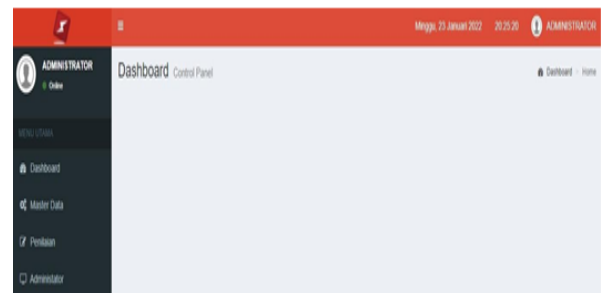 Minggu, 23 Januari 2022 20:25:20 ADMINISTRATOR
ADMINISTRATOR
Online
Dashboard Control Panel
Dashboard > Home
MENU UTAMA
Dashboard
Master Data
Penilaian
Administator